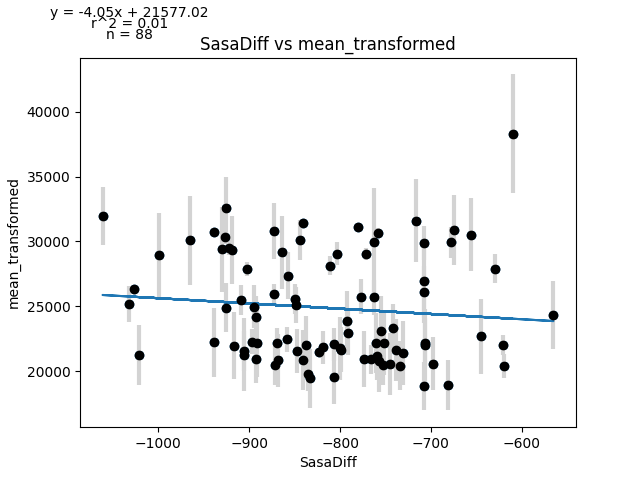 y = -4.05x + 21577.02
r^2 = 0.01
n = 88
SasaDiff vs mean_transformed
mean_transformed
40000
35000
30000
25000
20000
−1000
−900
−800
−700
−600
SasaDiff